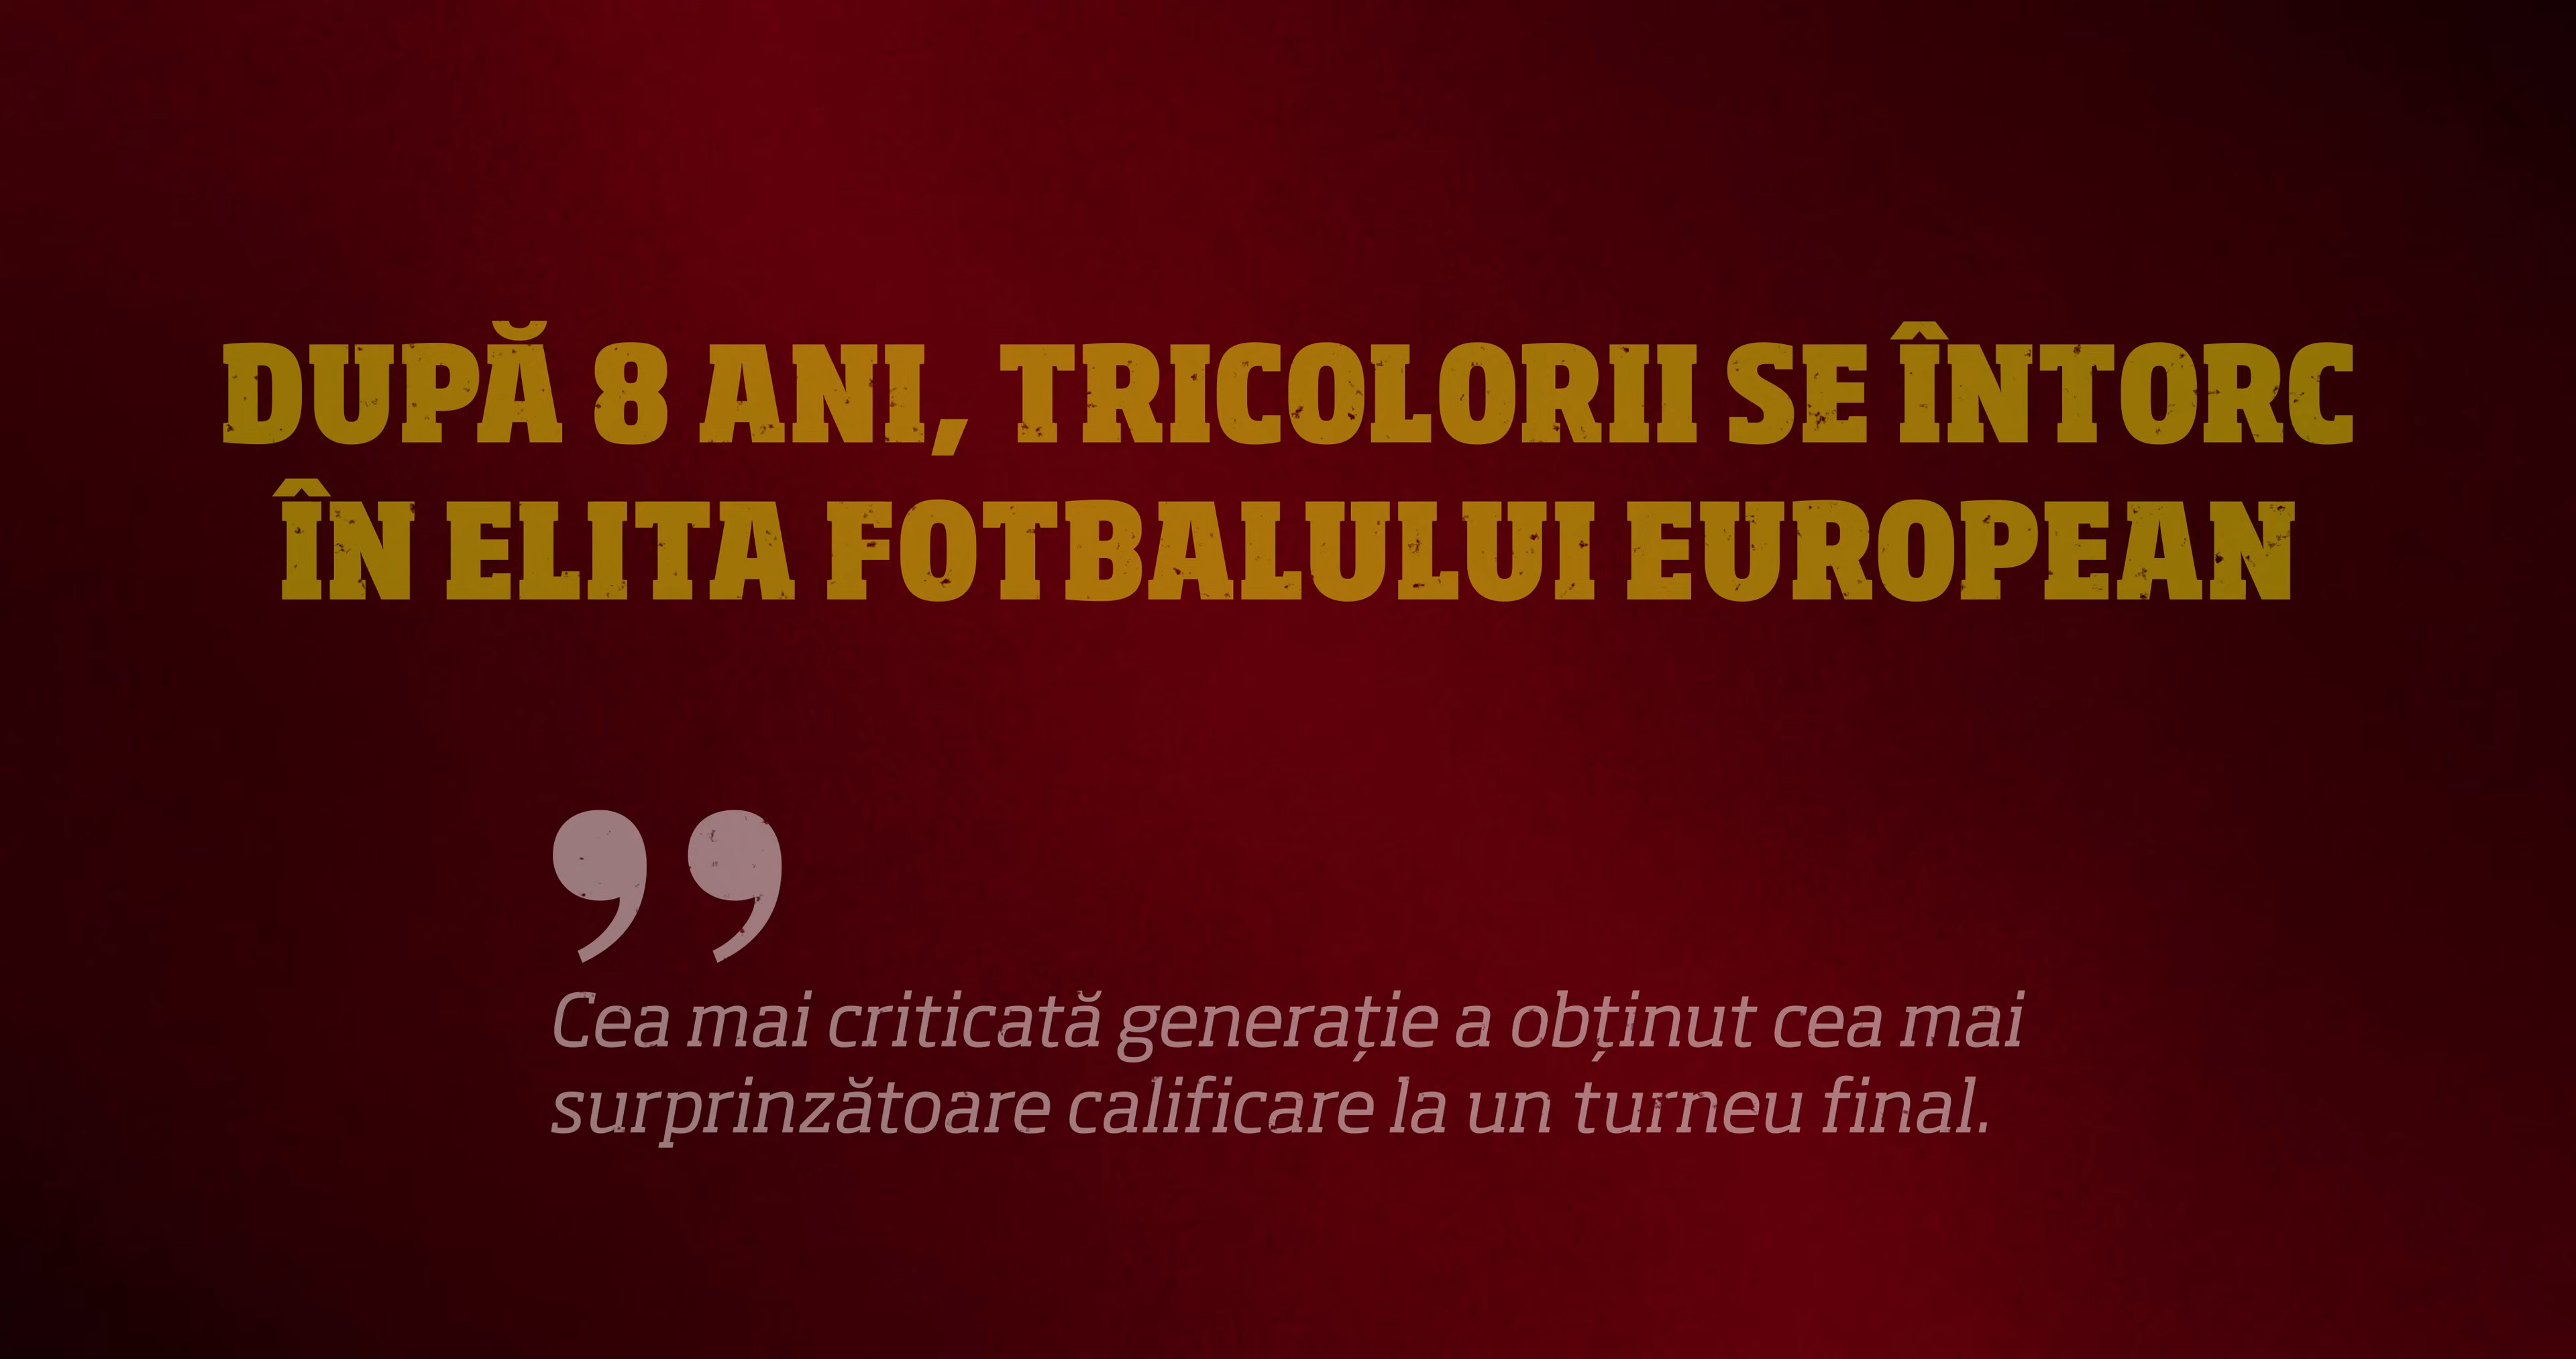 DUPĂ 8 ANI, TRICOLORII SE ÎNTORC
ÎN ELITA FOTBALULUI EUROPEAN
”
Cea mai criticată generație a obținut cea mai
surprinzătoare calificare la un turneu final.